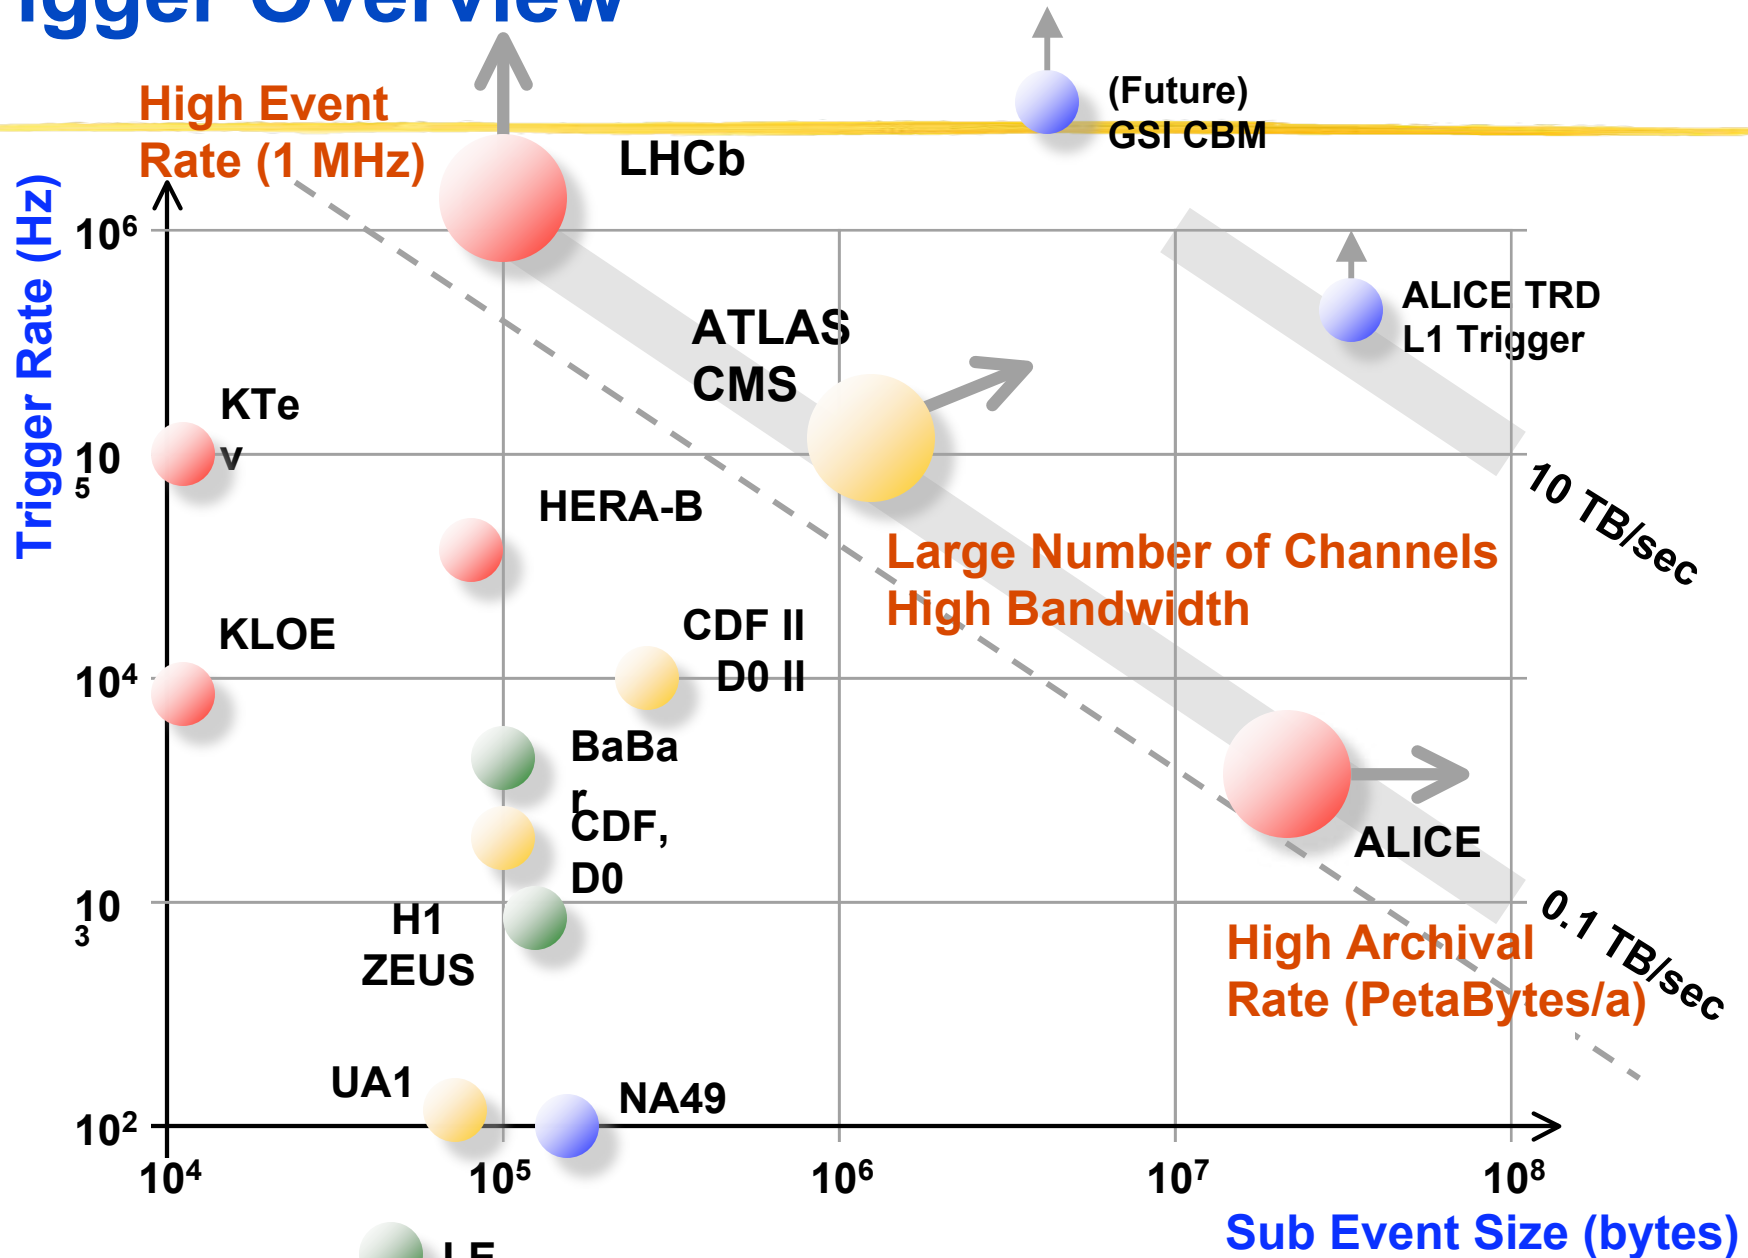 igger Overview
High Event
Rate (1 MHz)
(Future)
GSI CBM
LHCb
Trigger Rate (Hz)
10⁶
ATLAS
CMS
ALICE TRD
L1 Trigger
KTe
v
10
5
HERA-B
10 TB/sec
Large Number of Channels
High Bandwidth
KLOE
CDF II
D0 II
10⁴
BaBa
r
CDF,
D0
ALICE
10
3
H1
ZEUS
0.1 TB/sec
High Archival
Rate (PetaBytes/a)
UA1
NA49
10²
10⁴ 10⁵ 10⁶ 10⁷ 10⁸
Sub Event Size (bytes)